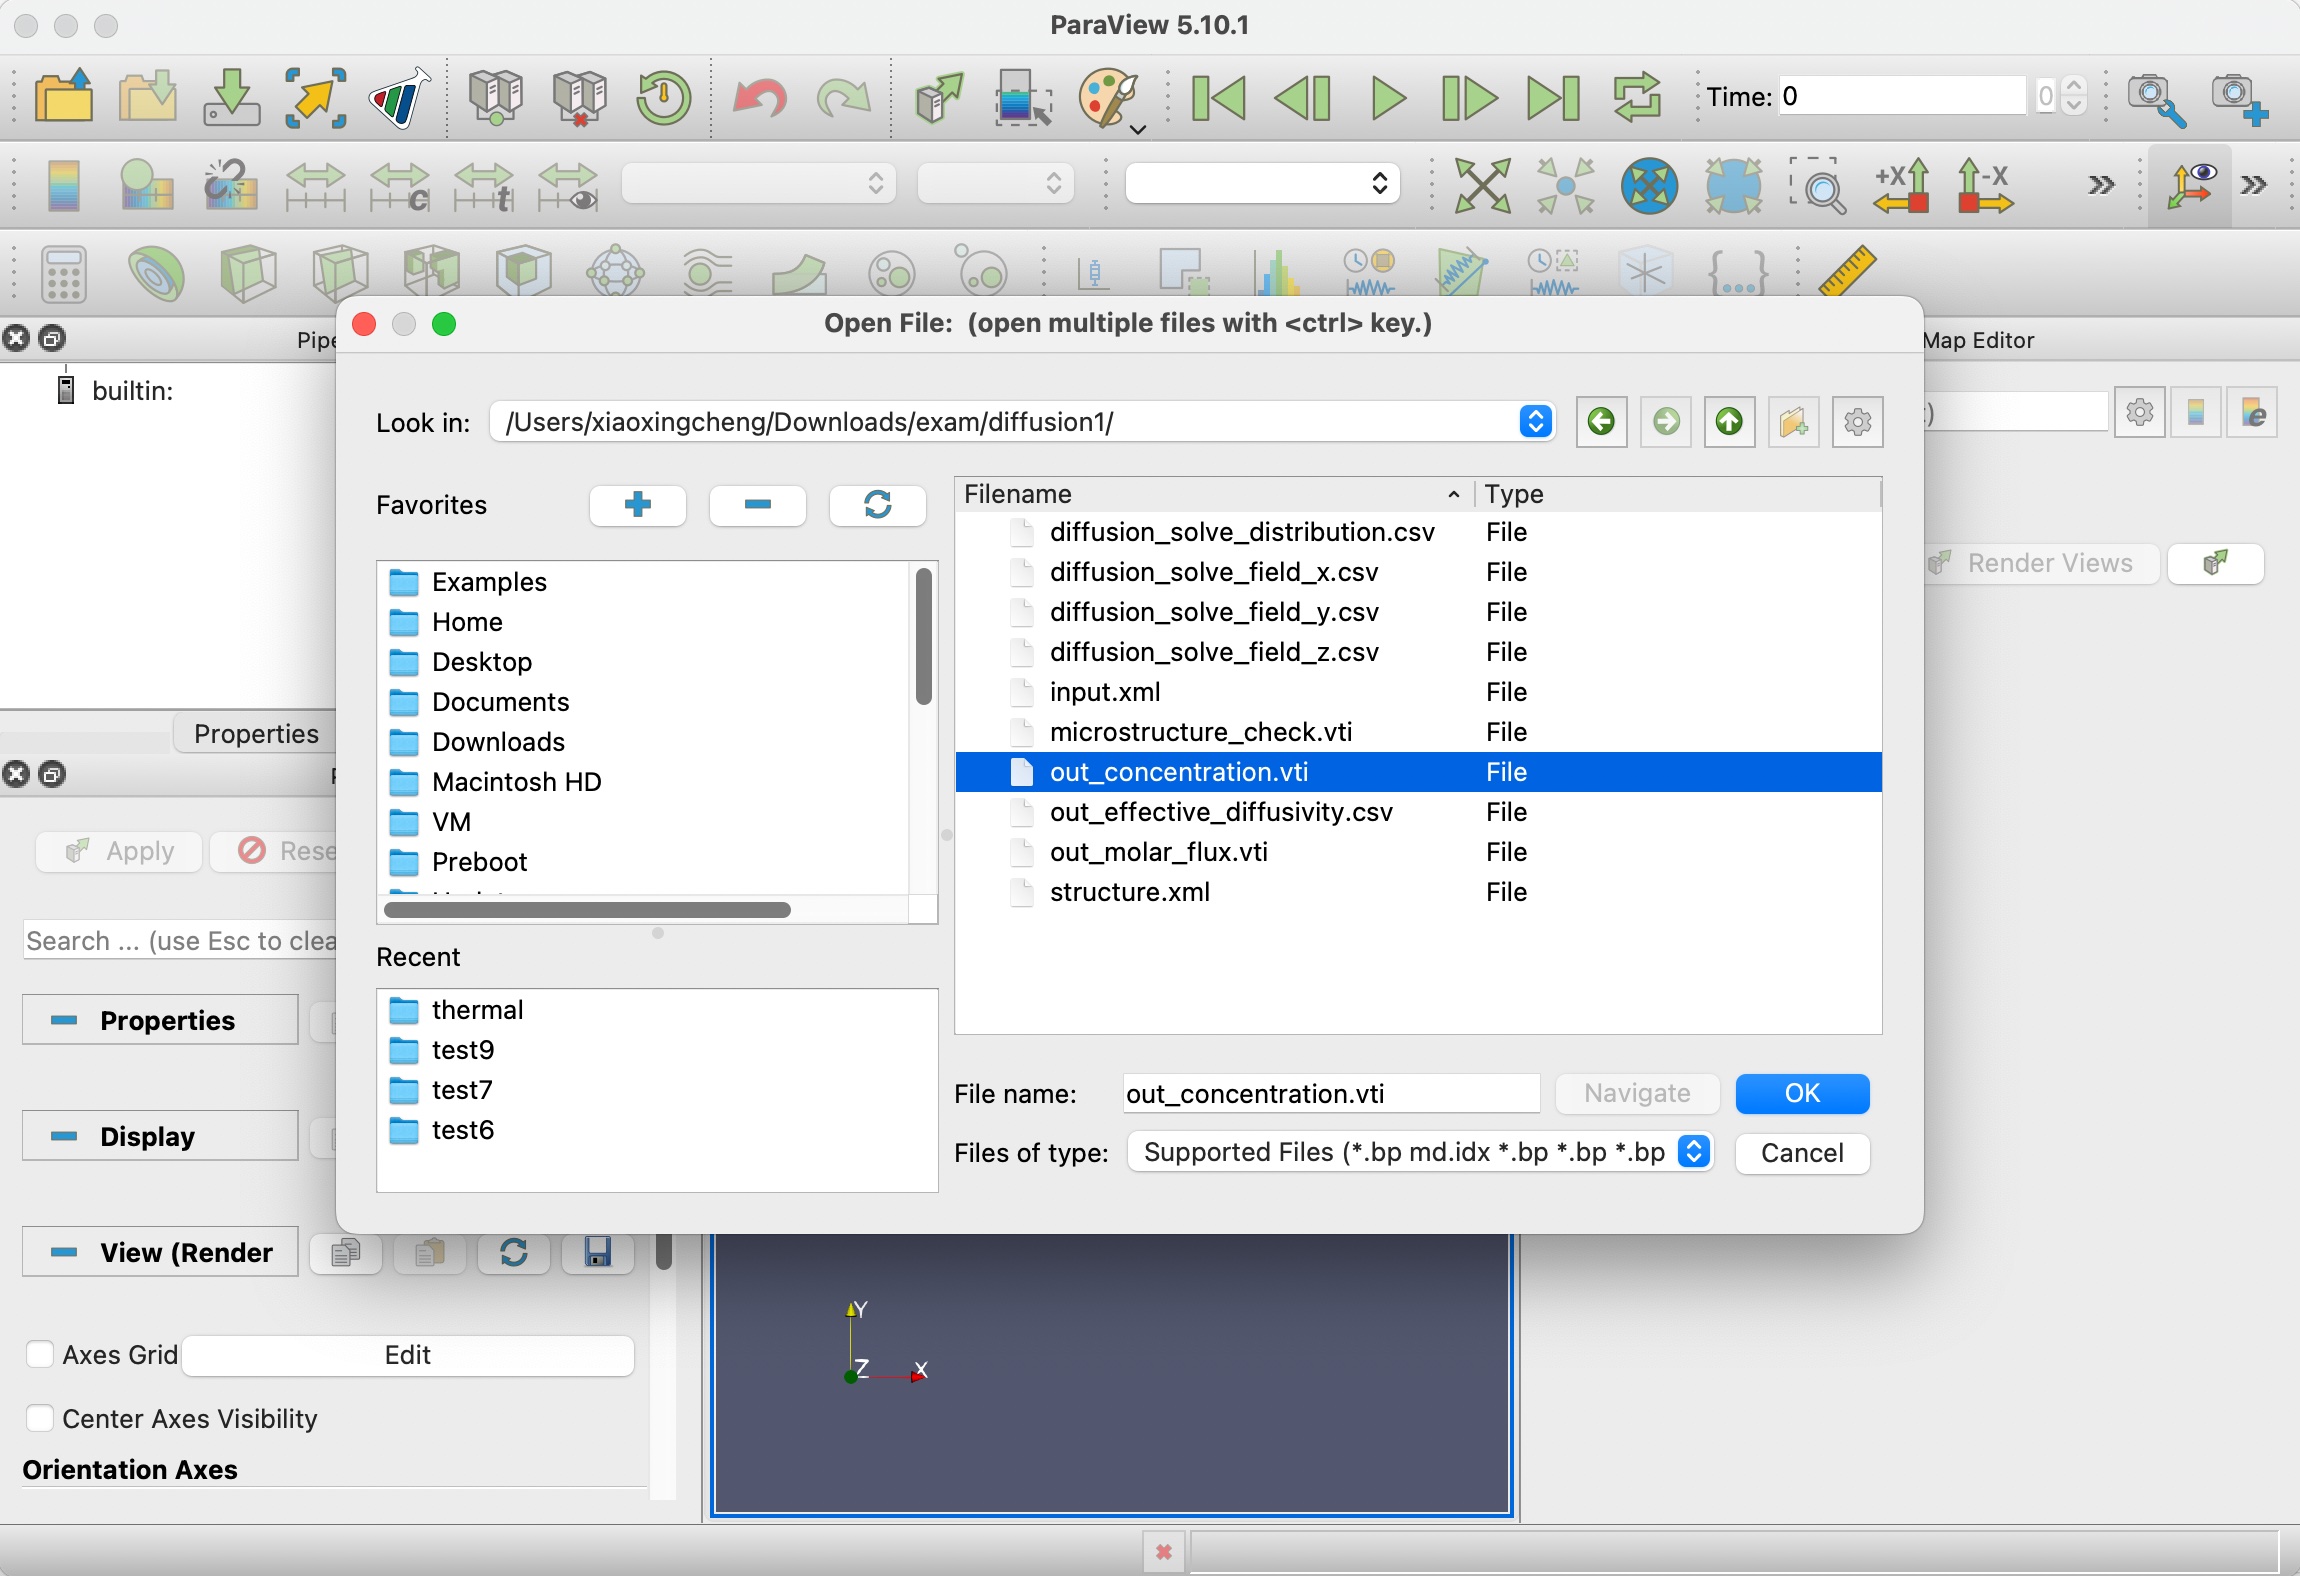 ParaView 5.10.1
Time: 0
0
c
t
+X
-X
Pipe
builtin:
Properties
Apply
Rese
Search ... (use Esc to clea
Properties
Display
View (Render
Axes Grid
Edit
Center Axes Visibility
Orientation Axes
Open File: (open multiple files with <ctrl> key.)
Look in:
/Users/xiaoxingcheng/Downloads/exam/diffusion1/
Favorites
Examples
Home
Desktop
Documents
Downloads
Macintosh HD
VM
Preboot
Recent
thermal
test9
test7
test6
Filename Type
diffusion_solve_distribution.csv File
diffusion_solve_field_x.csv File
diffusion_solve_field_y.csv File
diffusion_solve_field_z.csv File
input.xml File
microstructure_check.vti File
out_concentration.vti File
out_effective_diffusivity.csv File
out_molar_flux.vti File
structure.xml File
File name: out_concentration.vti
Navigate
OK
Files of type: Supported Files (*.bp md.idx *.bp *.bp *.bp
Cancel
Map Editor
e
Render Views
Y
Z
X